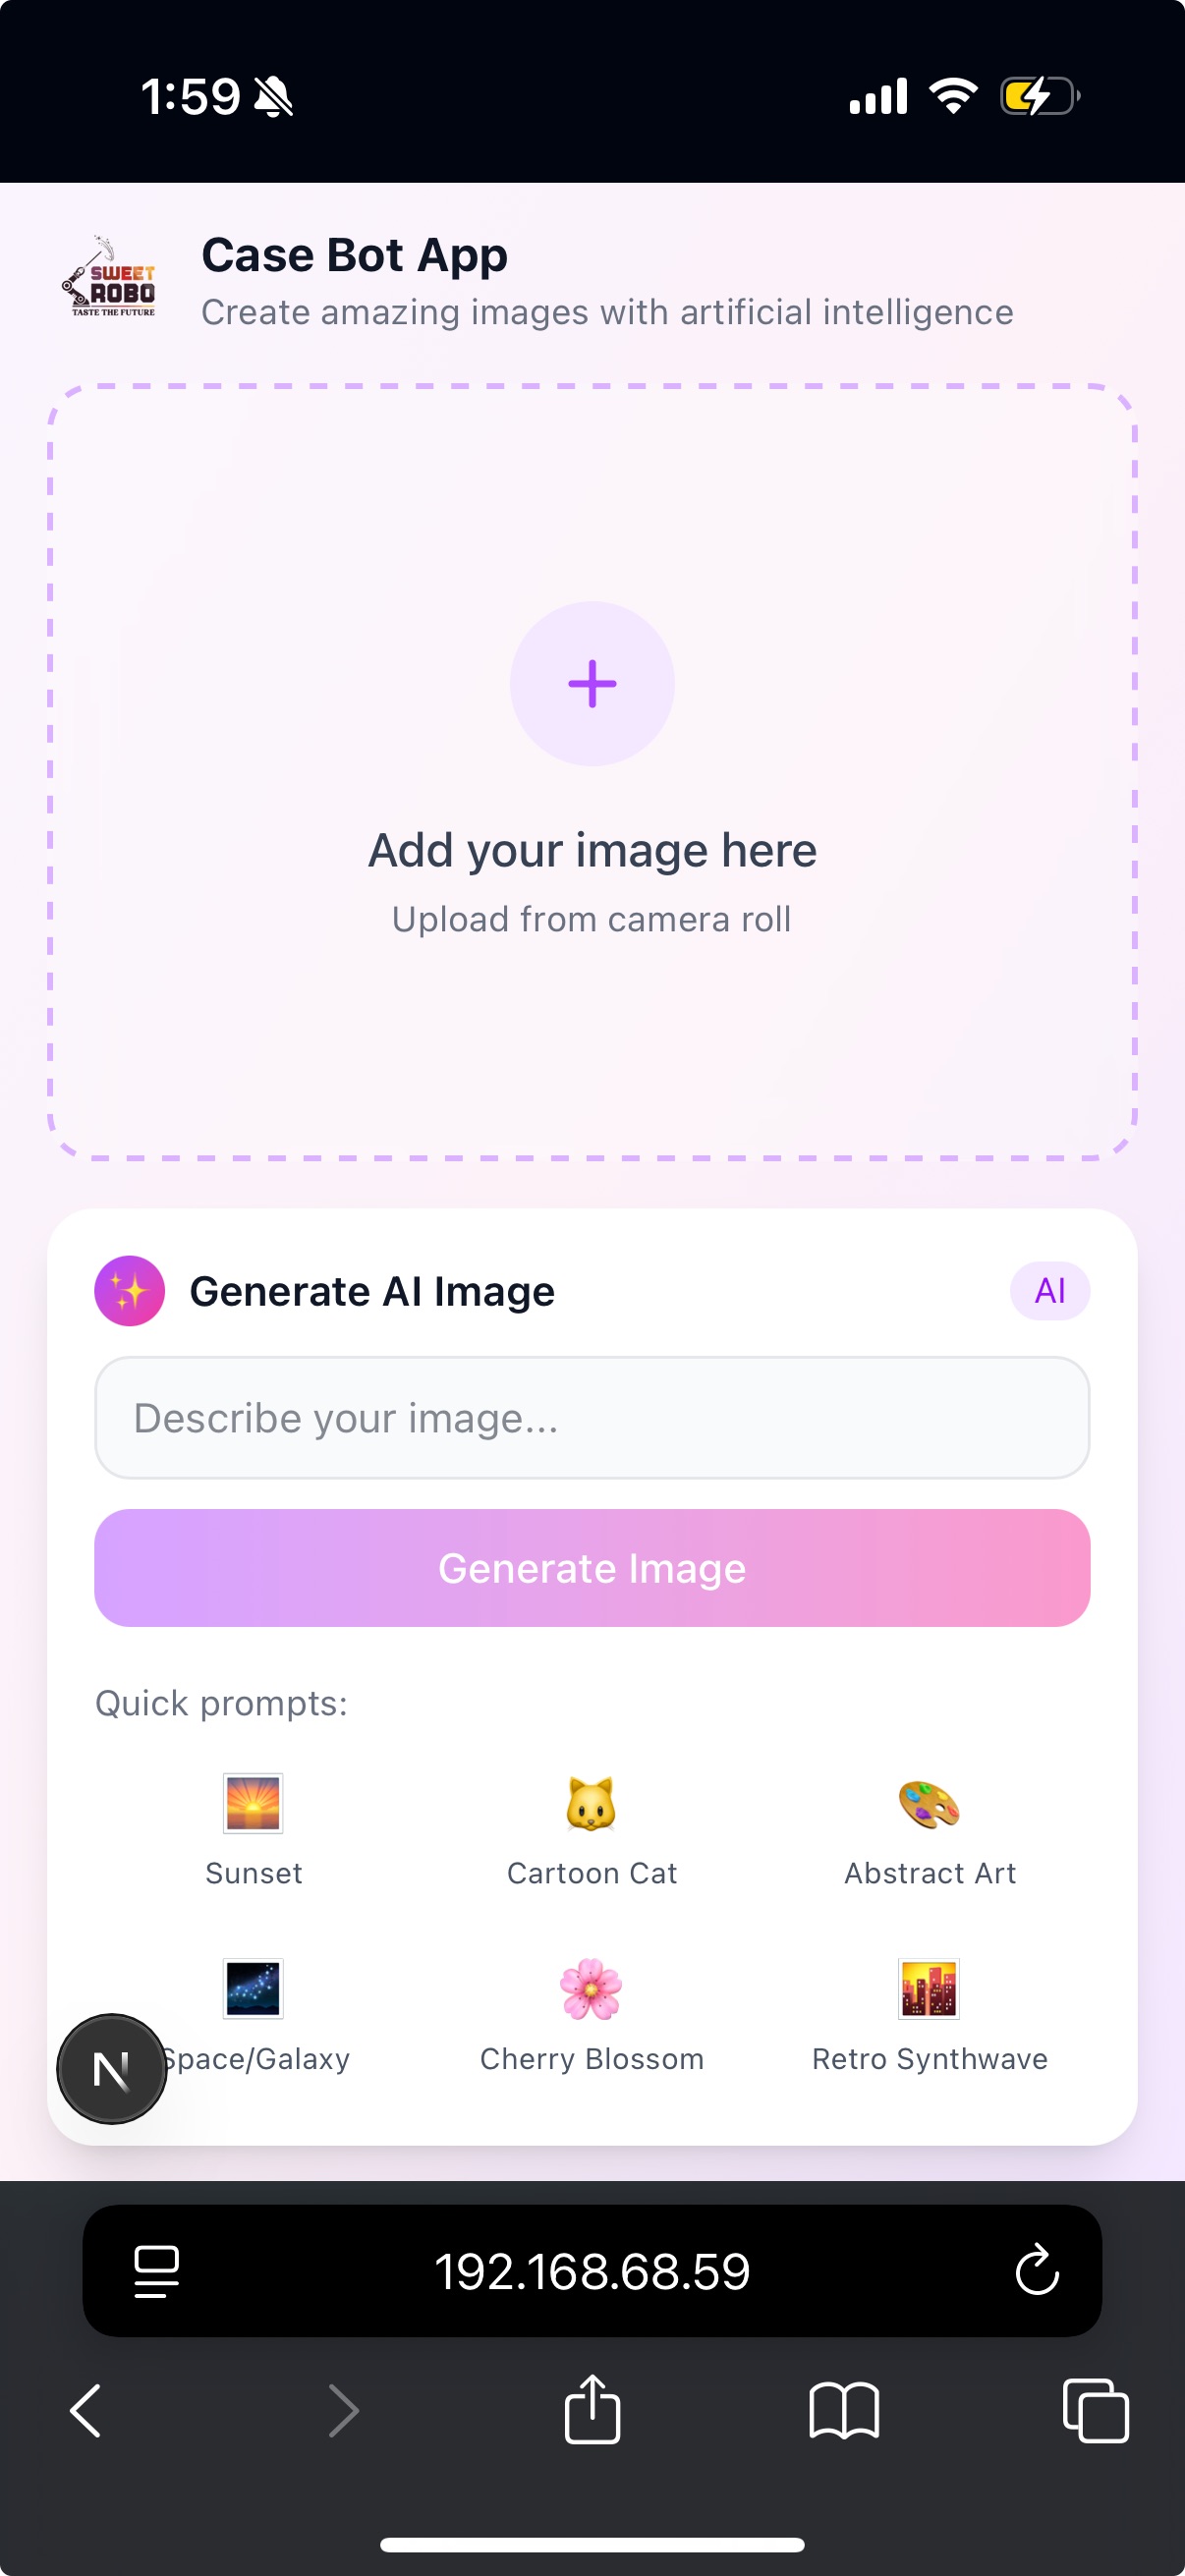 1:59
SWEET
ROBO
TASTE THE FUTURE
Case Bot App
Create amazing images with artificial intelligence
Add your image here
Upload from camera roll
Generate AI Image
AI
Describe your image...
Generate Image
Quick prompts:
Sunset
Cartoon Cat
Abstract Art
Space/Galaxy
Cherry Blossom
Retro Synthwave
N
192.168.68.59